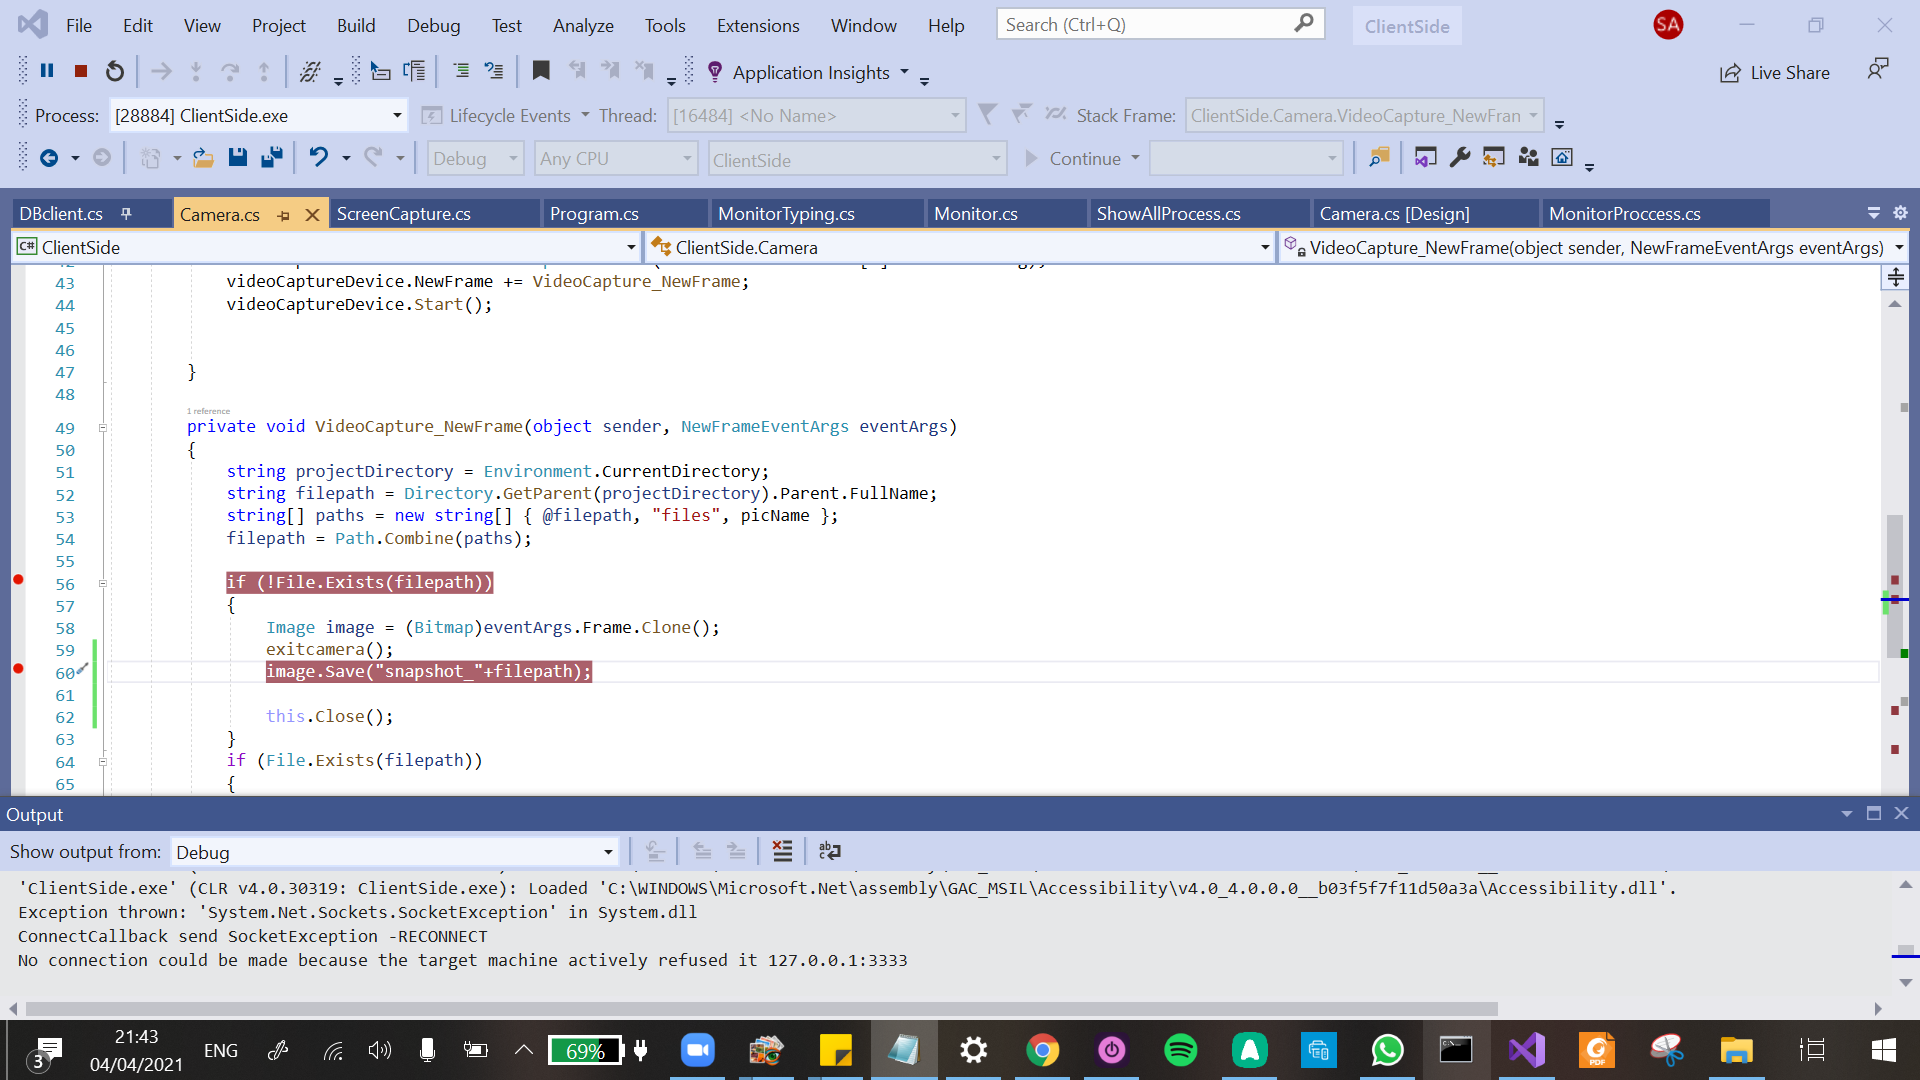 File Edit View Project Build Debug Test Analyze Tools Extensions Window Help Search (Ctrl+Q) ClientSide SA
Application Insights Live Share
Process: [28884] ClientSide.exe Lifecycle Events Thread: [16484] <No Name> Stack Frame: ClientSide.Camera.VideoCapture_NewFran
Debug Any CPU ClientSide Continue
DBclient.cs Camera.cs ScreenCapture.cs Program.cs MonitorTyping.cs Monitor.cs ShowAllProcess.cs Camera.cs [Design] MonitorProccess.cs
C# ClientSide ClientSide.Camera VideoCapture_NewFrame(object sender, NewFrameEventArgs eventArgs)
43 videoCaptureDevice.NewFrame += VideoCapture_NewFrame;
44 videoCaptureDevice.Start();
45
46
47 }
48
1 reference
49 private void VideoCapture_NewFrame(object sender, NewFrameEventArgs eventArgs)
50 {
51 string projectDirectory = Environment.CurrentDirectory;
52 string filepath = Directory.GetParent(projectDirectory).Parent.FullName;
53 string[] paths = new string[] { @filepath, "files", picName };
54 filepath = Path.Combine(paths);
55
56 if (!File.Exists(filepath))
57 {
58 Image image = (Bitmap)eventArgs.Frame.Clone();
59 exitcamera();
60 image.Save("snapshot_"+filepath);
61
62 this.Close();
63 }
64 if (File.Exists(filepath))
65 {
Output
Show output from: Debug
'ClientSide.exe' (CLR v4.0.30319: ClientSide.exe): Loaded 'C:\WINDOWS\Microsoft.Net\assembly\GAC_MSIL\Accessibility\v4.0_4.0.0.0__b03f5f7f11d50a3a\Accessibility.dll'.
Exception thrown: 'System.Net.Sockets.SocketException' in System.dll
ConnectCallback send SocketException -RECONNECT
No connection could be made because the target machine actively refused it 127.0.0.1:3333
3 21:43 ENG 69% PDF
04/04/2021